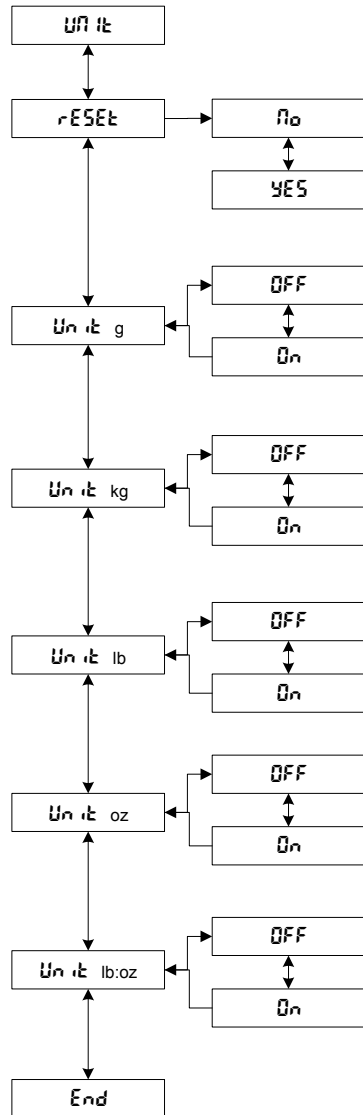 UNIt
rESEt
No
YES
Unit g
OFF
On
Unit kg
OFF
On
Unit lb
OFF
On
Unit oz
OFF
On
Unit lb:oz
OFF
On
End